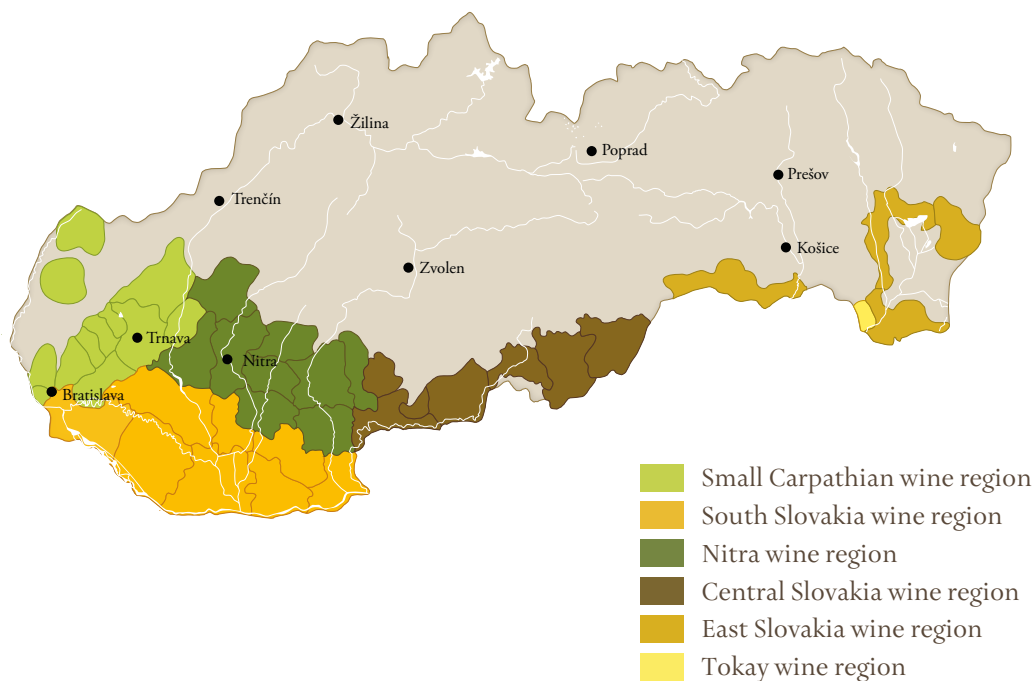 Žilina
Poprad
Prešov
Trenčín
Košice
Zvolen
Trnava
Nitra
Bratislava
Small Carpathian wine region
South Slovakia wine region
Nitra wine region
Central Slovakia wine region
East Slovakia wine region
Tokay wine region